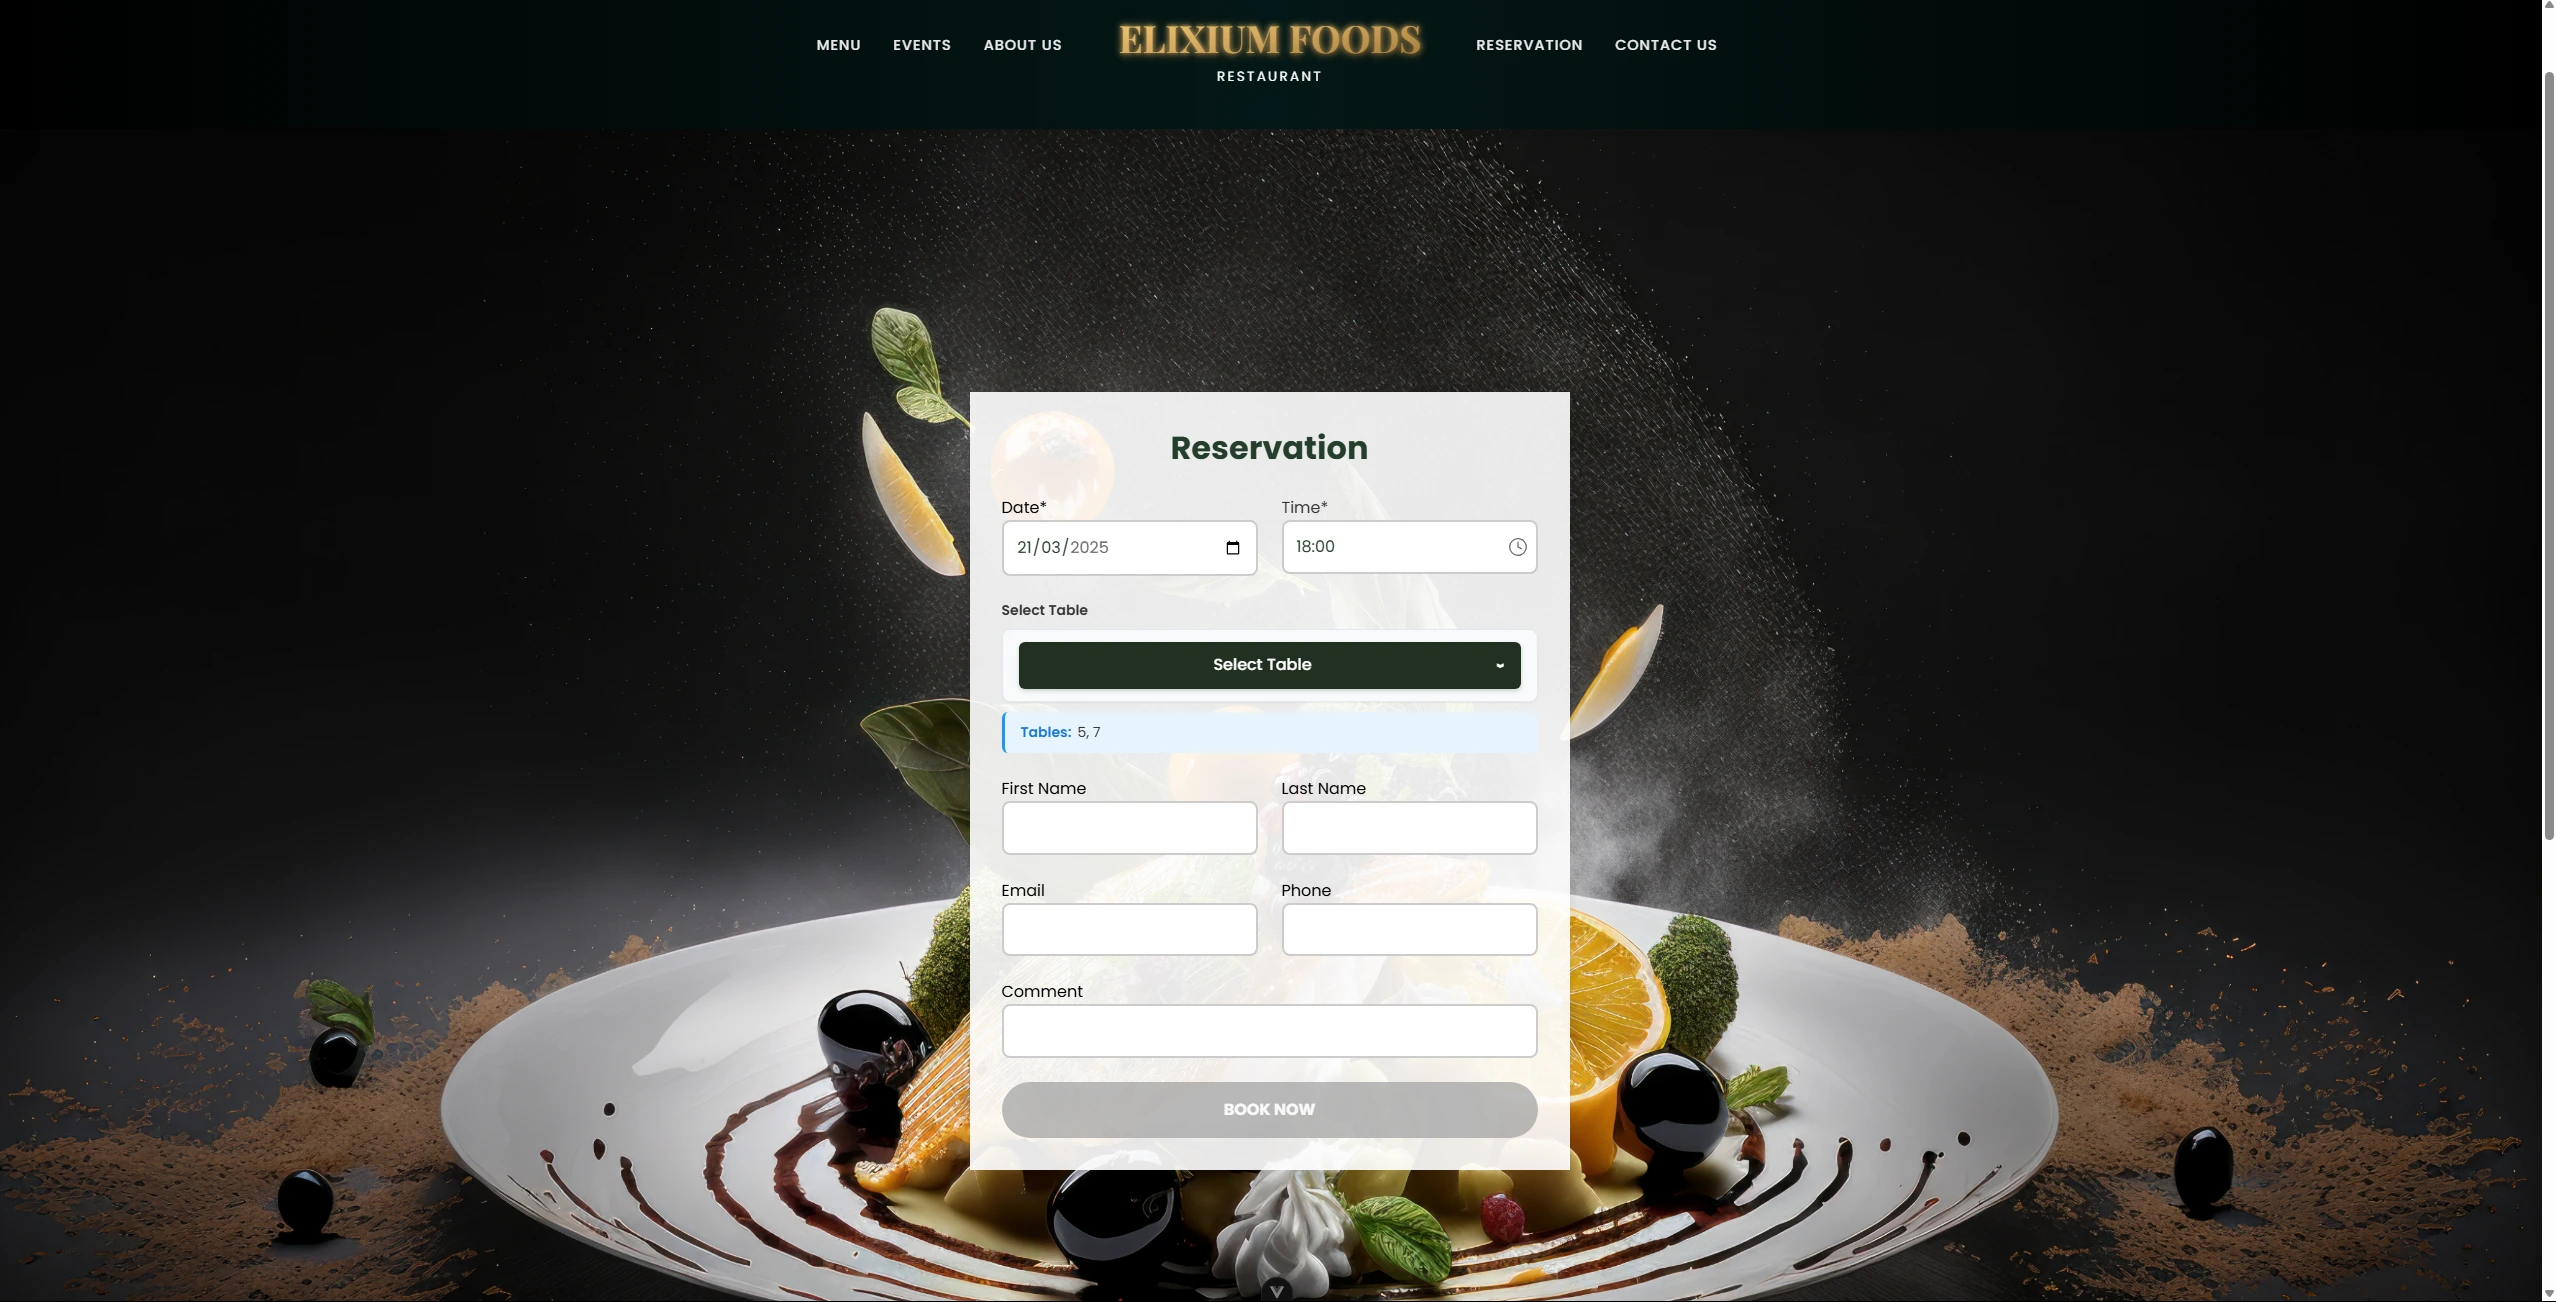 MENU EVENTS ABOUT US ELIXIUM FOODS RESERVATION CONTACT US
RESTAURANT
Reservation
Date* Time*
21/03/2025 18:00
Select Table
Select Table
Tables: 5, 7
First Name Last Name
Email Phone
Comment
BOOK NOW